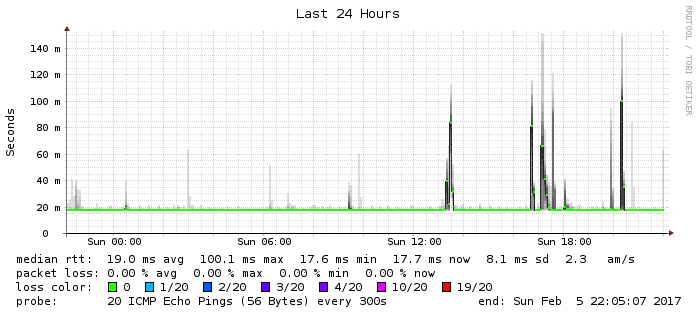 Last 24 Hours
RRDTOOL / TOBI OETIKER
Seconds
140 m
120 m
100 m
80 m
60 m
40 m
20 m
0
Sun 00:00 Sun 06:00 Sun 12:00 Sun 18:00
median rtt: 19.0 ms avg 100.1 ms max 17.6 ms min 17.7 ms now 8.1 ms sd 2.3 am/s
packet loss: 0.00 % avg 0.00 % max 0.00 % min 0.00 % now
loss color: 0 1/20 2/20 3/20 4/20 10/20 19/20
probe: 20 ICMP Echo Pings (56 Bytes) every 300s end: Sun Feb 5 22:05:07 2017